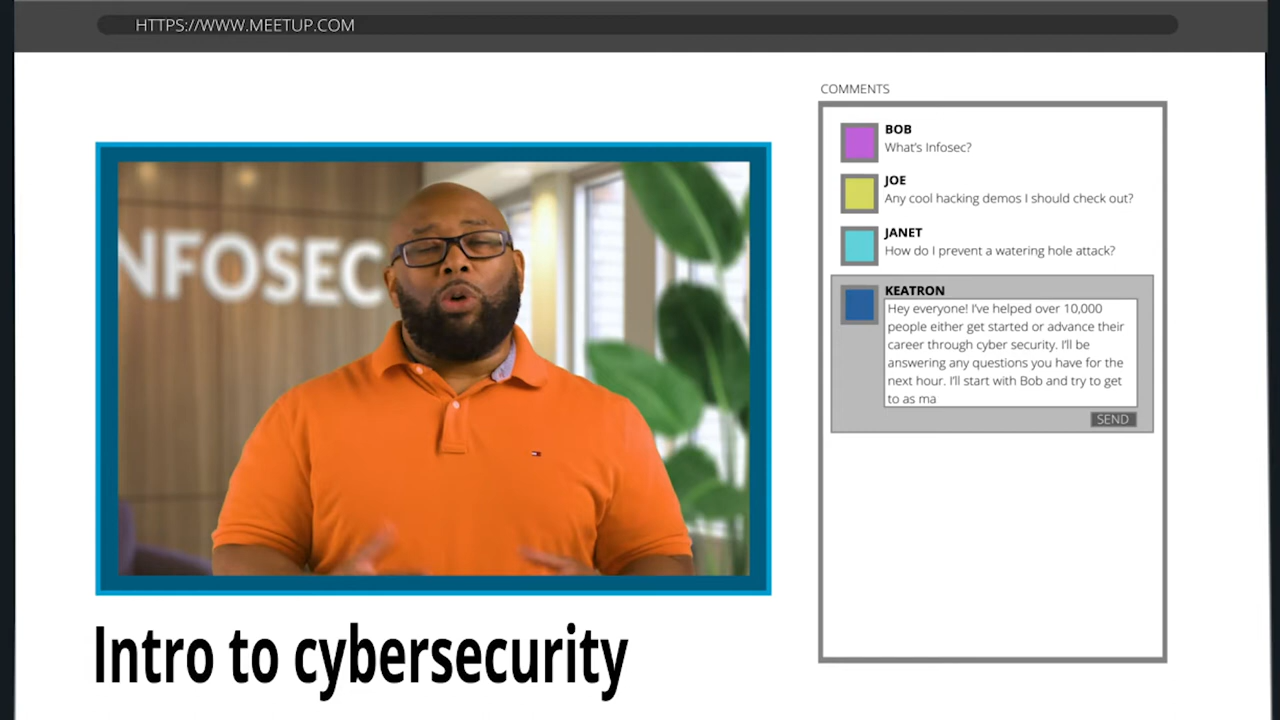 HTTPS://WWW.MEETUP.COM
COMMENTS
BOB
What's Infosec?
JOE
Any cool hacking demos I should check out?
JANET
How do I prevent a watering hole attack?
KEATRON
Hey everyone! I've helped over 10,000
people either get started or advance their
career through cyber security. I'll be
answering any questions you have for the
next hour. I'll start with Bob and try to get
to as ma
SEND
NFOSEC
Intro to cybersecurity